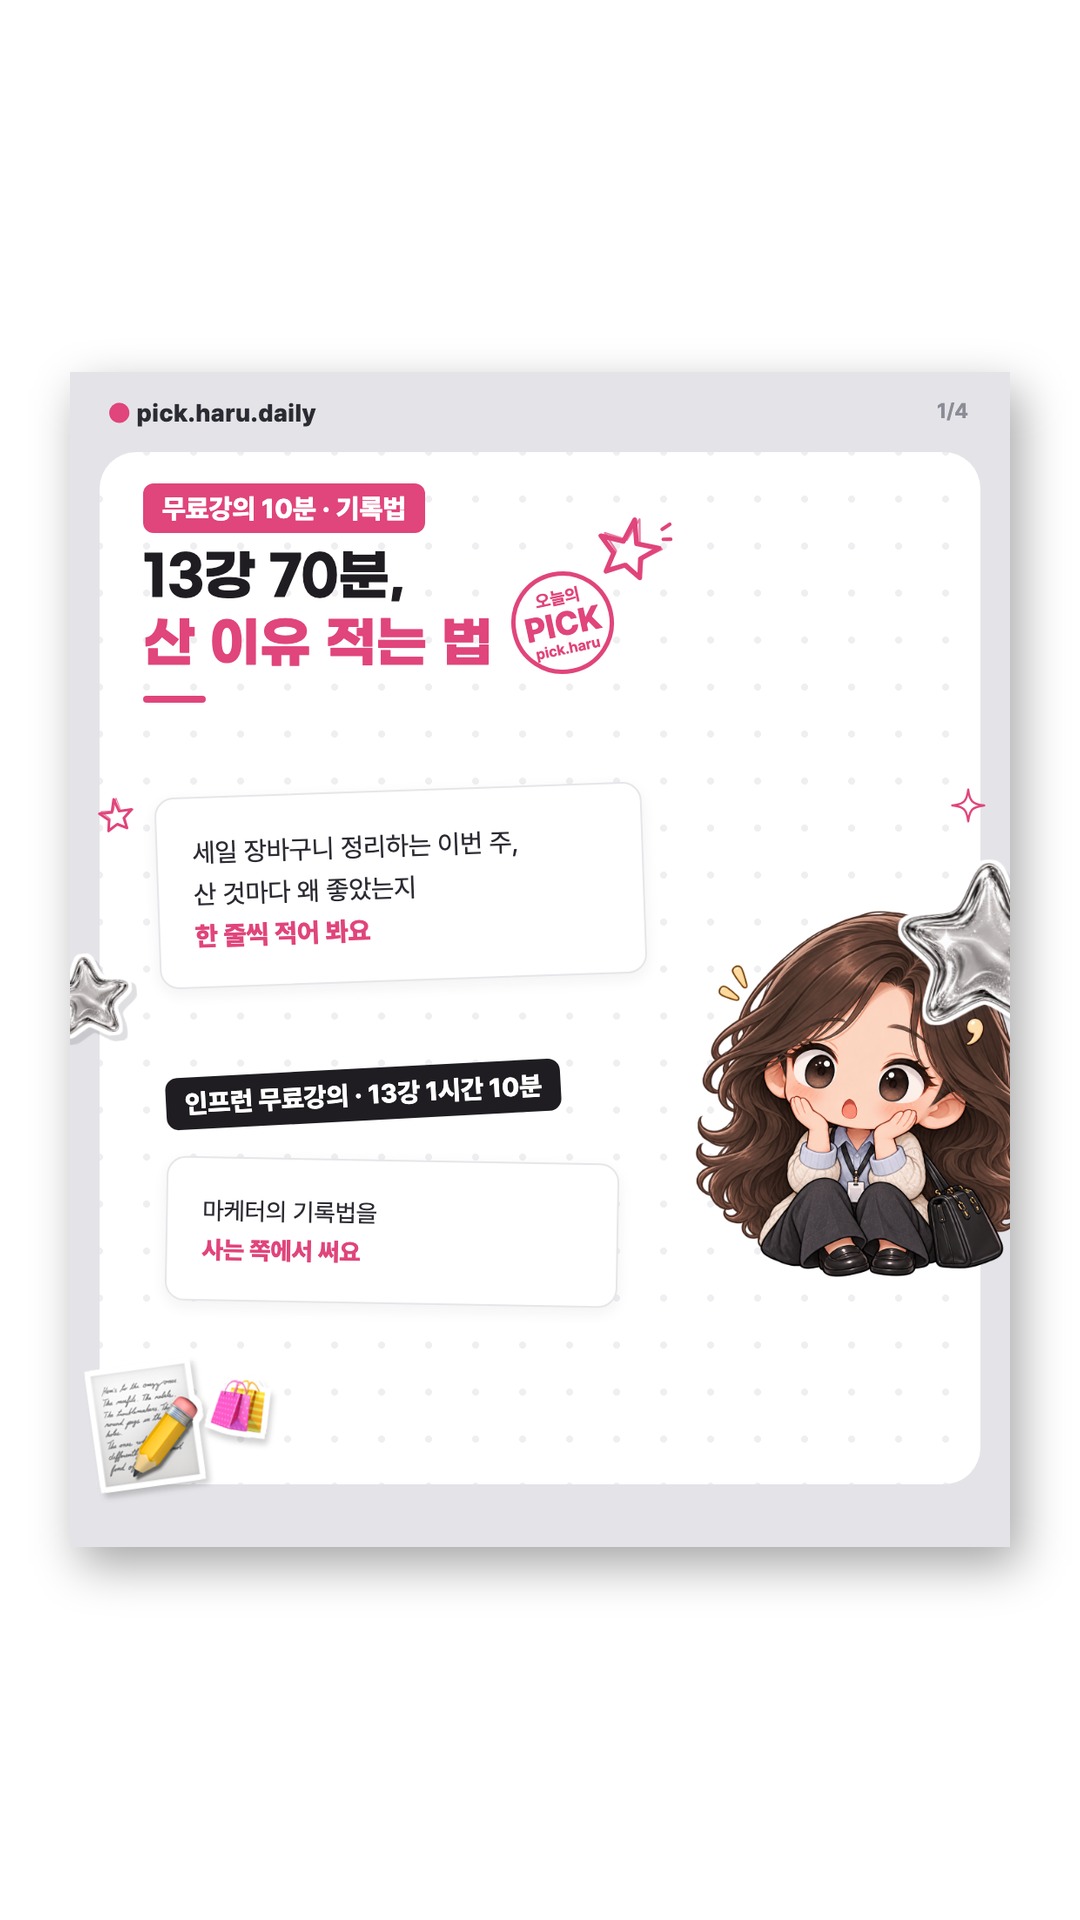 pick.haru.daily
1/4
무료강의 10분 · 기록법
13강 70분,
산 이유 적는 법
오늘의
PICK
pick.haru
세일 장바구니 정리하는 이번 주,
산 것마다 왜 좋았는지
한 줄씩 적어 봐요
인프런 무료강의 · 13강 1시간 10분
마케터의 기록법을
사는 쪽에서 써요